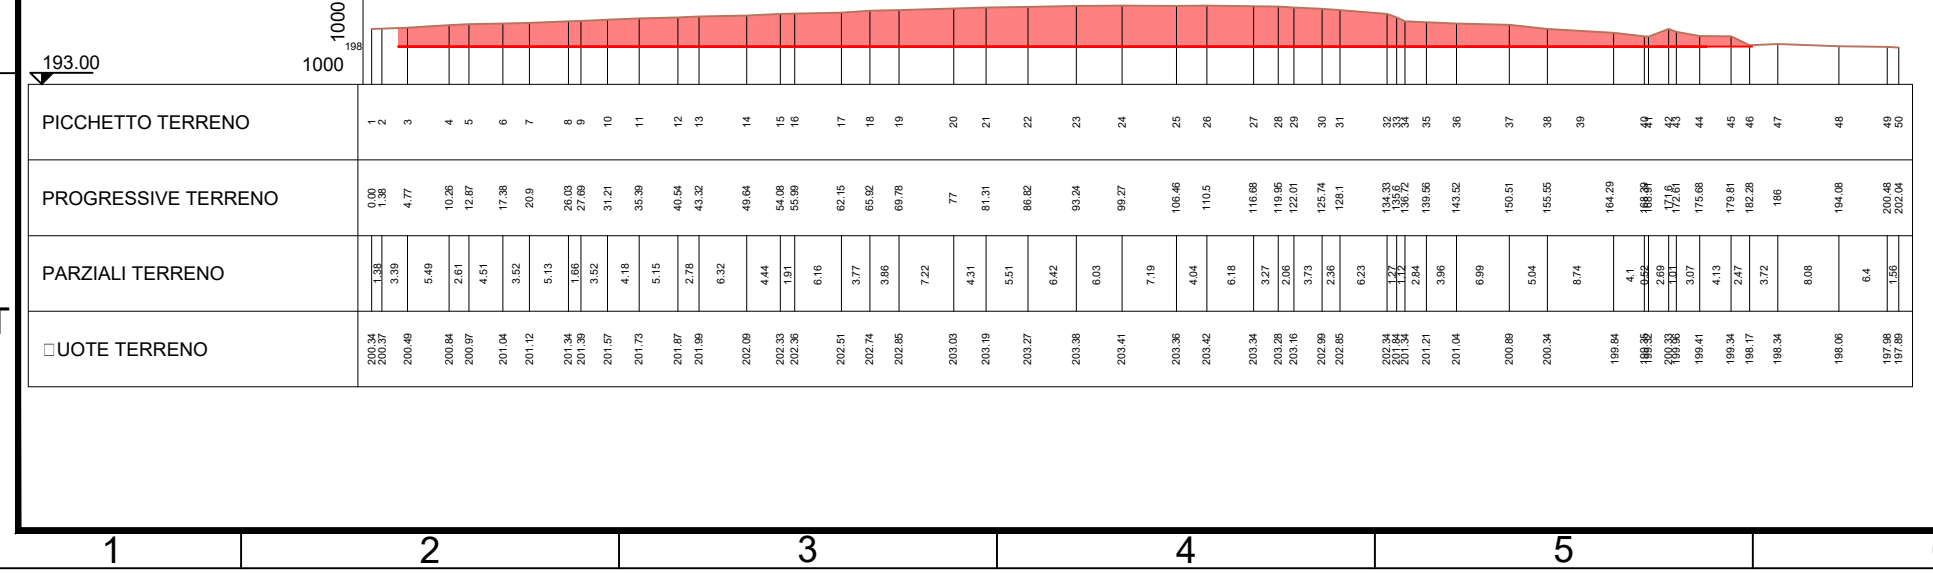 1000
198
193.00
1000
PICCHETTO TERRENO 1 2 3 4 5 6 7 8 9 10 11 12 13 14 15 16 17 18 19 20 21 22 23 24 25 26 27 28 29 30 31 32 33 34 35 36 37 38 39 40 41 42 43 44 45 46 47 48 49 50
PROGRESSIVE TERRENO 0.00 1.38 4.77 10.26 12.87 17.38 20.9 26.03 27.69 31.21 35.39 40.54 43.32 49.64 54.08 55.99 62.15 65.92 69.78 77 81.31 86.82 93.24 99.27 106.46 110.5 116.68 119.95 122.01 125.74 128.1 134.33 135.6 136.72 139.56 143.52 150.51 155.55 164.29 168.39 168.91 171.6 172.61 175.68 179.81 182.28 186 194.08 200.48 202.04
PARZIALI TERRENO 1.38 3.39 5.49 2.61 4.51 3.52 5.13 1.66 3.52 4.18 5.15 2.78 6.32 4.44 1.91 6.16 3.77 3.86 7.22 4.31 5.51 6.42 6.03 7.19 4.04 6.18 3.27 2.06 3.73 2.36 6.23 1.27 1.12 2.84 3.96 6.99 5.04 8.74 4.1 0.52 2.69 1.01 3.07 4.13 2.47 3.72 8.08 6.4 1.56
□UOTE TERRENO 200.34 200.37 200.49 200.84 200.97 201.04 201.12 201.34 201.39 201.57 201.73 201.87 201.99 202.09 202.33 202.36 202.51 202.74 202.85 203.03 203.19 203.27 203.38 203.41 203.36 203.42 203.34 203.28 203.16 202.99 202.85 202.34 201.84 201.34 201.21 201.04 200.89 200.34 199.84 199.32 200.33 199.96 199.41 199.34 198.17 198.34 198.06 197.98 197.89
1 2 3 4 5